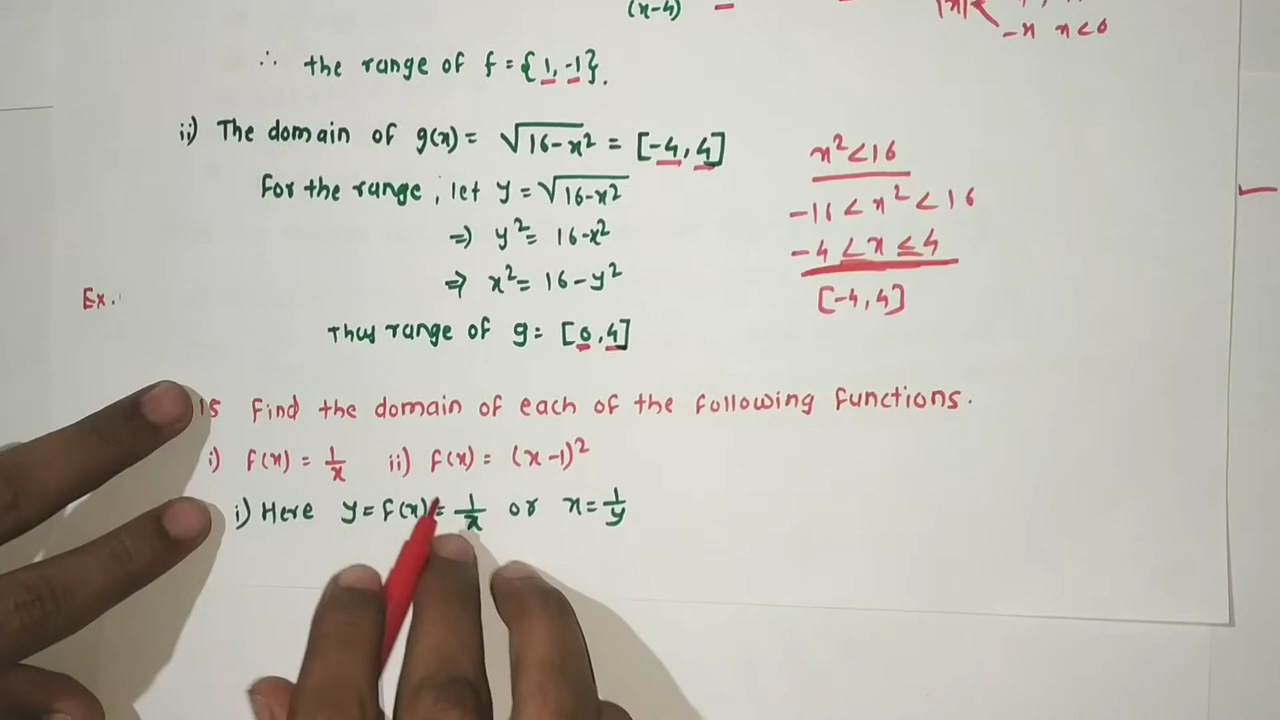 (x-4)
|x|
-x x<0
∴ the range of f = {1, -1}.
ii) The domain of g(x) = √16-x² = [-4, 4]
For the range, let y = √16-x²
⇒ y² = 16-x²
⇒ x² = 16-y²
Thus range of g = [0, 4]
x² < 16
-16 < x² < 16
-4 ≤ x ≤ 4
[-4, 4]
Ex.
15 Find the domain of each of the following functions.
i) f(x) = 1/x ii) f(x) = (x-1)²
i) Here y = f(x) = 1/x or x = 1/y